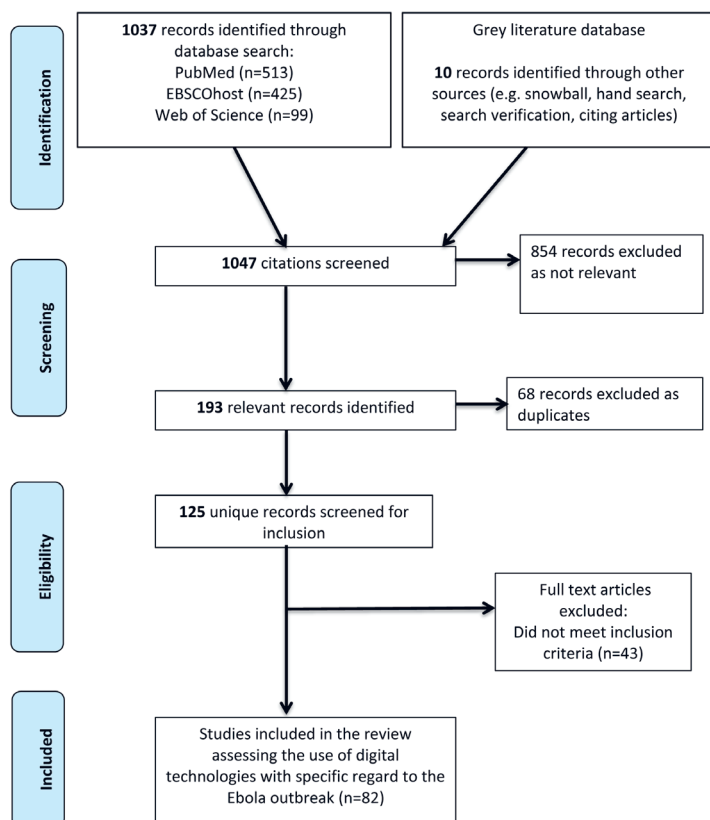 Identification
1037 records identified through
database search:
PubMed (n=513)
EBSCOhost (n=425)
Web of Science (n=99)
Grey literature database
10 records identified through other
sources (e.g. snowball, hand search,
search verification, citing articles)
Screening
1047 citations screened
854 records excluded
as not relevant
193 relevant records identified
68 records excluded as
duplicates
Eligibility
125 unique records screened for
inclusion
Full text articles
excluded:
Did not meet inclusion
criteria (n=43)
Included
Studies included in the review
assessing the use of digital
technologies with specific regard to the
Ebola outbreak (n=82)